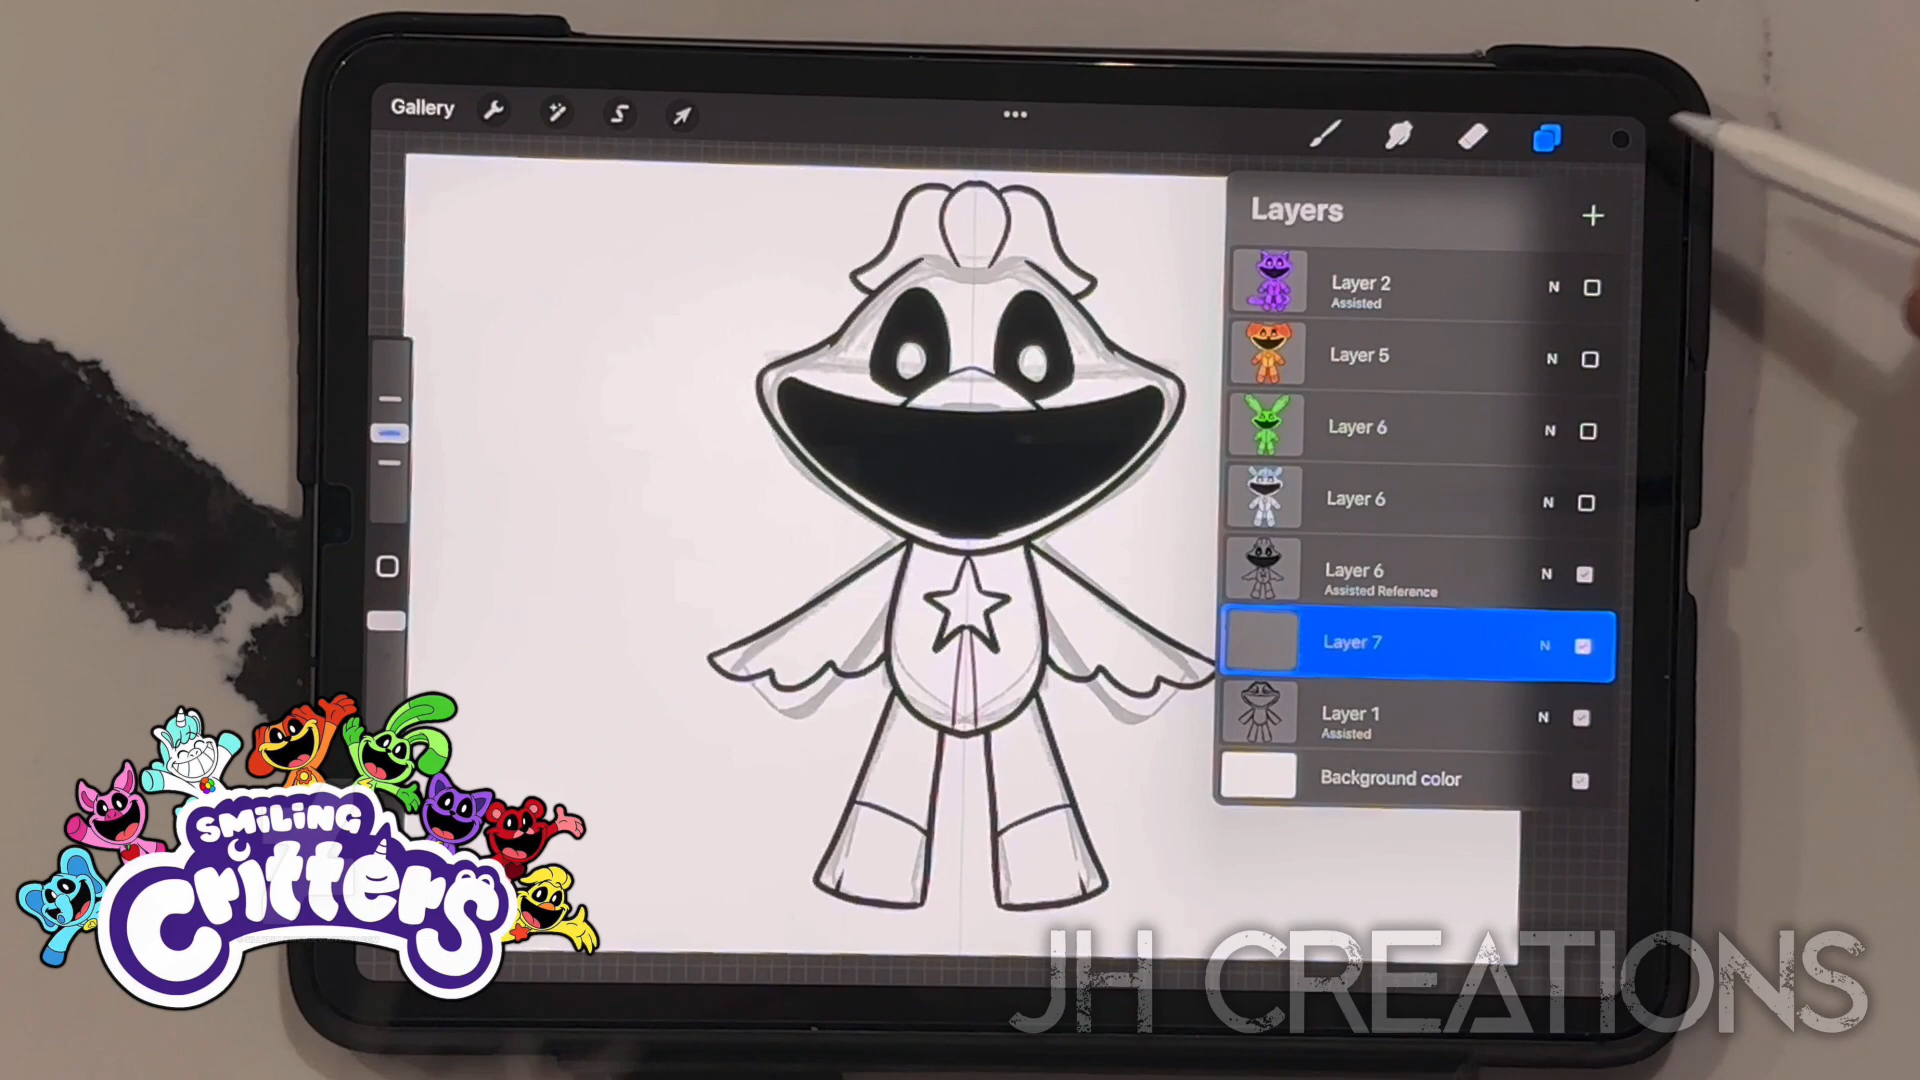 Gallery
S
Layers
Layer 2
Assisted
N
Layer 5
N
Layer 6
N
Layer 6
N
Layer 6
Assisted Reference
N
Layer 7
N
Layer 1
Assisted
N
Background color
SMiLiNG
Critters
JH CREATIONS